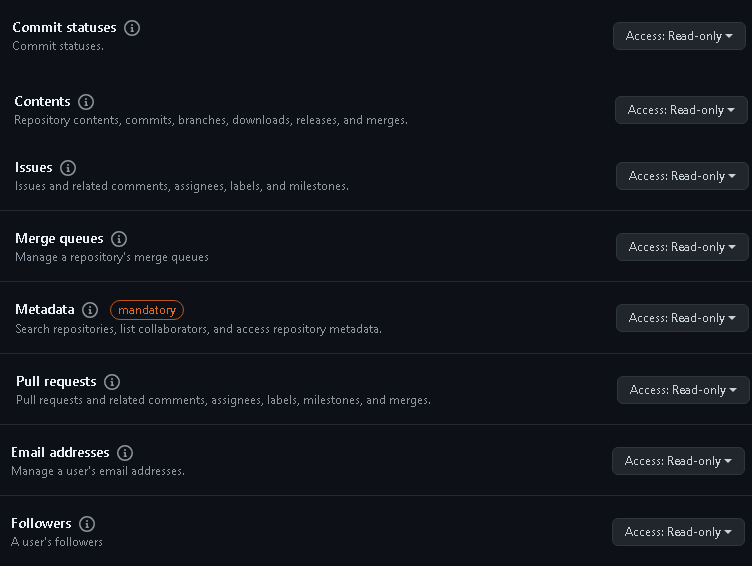 Commit statuses
Access: Read-only
Commit statuses.
Contents
Access: Read-only
Repository contents, commits, branches, downloads, releases, and merges.
Issues
Access: Read-only
Issues and related comments, assignees, labels, and milestones.
Merge queues
Access: Read-only
Manage a repository's merge queues
Metadata mandatory
Access: Read-only
Search repositories, list collaborators, and access repository metadata.
Pull requests
Access: Read-only
Pull requests and related comments, assignees, labels, milestones, and merges.
Email addresses
Access: Read-only
Manage a user's email addresses.
Followers
Access: Read-only
A user's followers